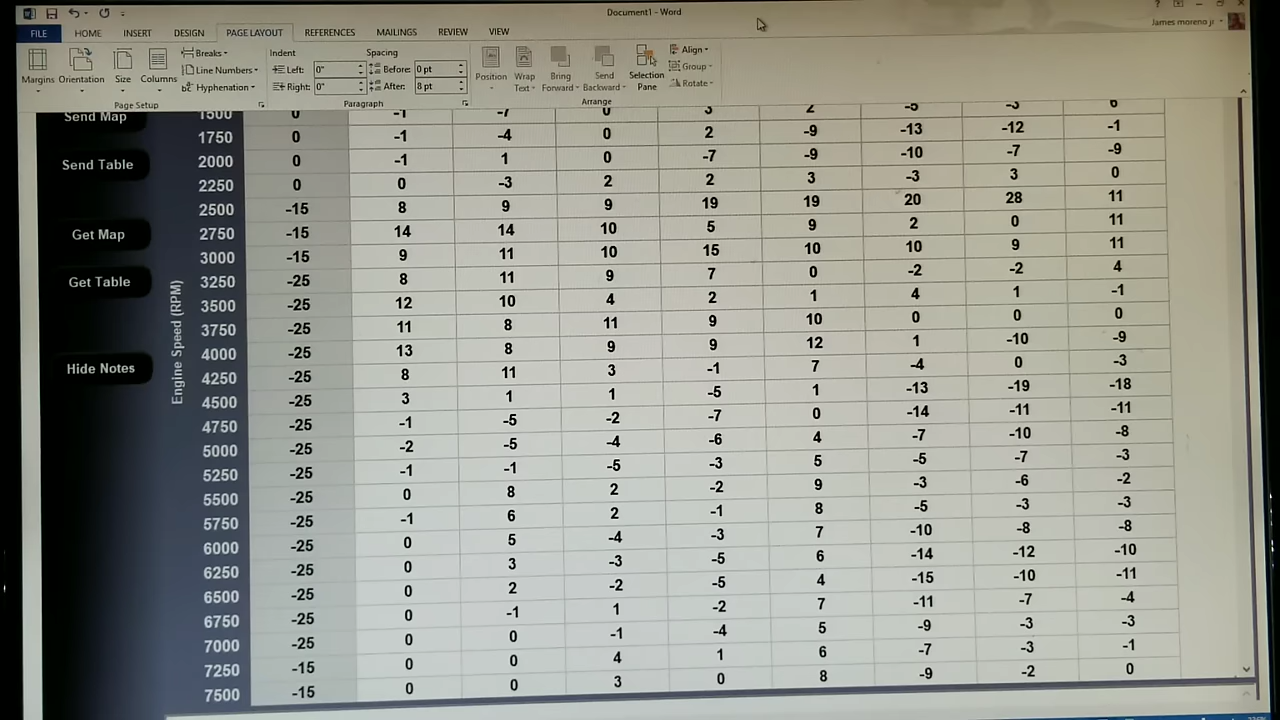 Document1 - Word
James moreno jr
FILE HOME INSERT DESIGN PAGE LAYOUT REFERENCES MAILINGS REVIEW VIEW
Margins Orientation Size Columns
Breaks
Line Numbers
Hyphenation
Page Setup
Indent Spacing
Left: 0" Before: 0 pt
Right: 0" After: 8 pt
Paragraph
Position Wrap Text Bring Forward Send Backward Selection Pane
Align
Group
Rotate
Arrange
Send Map
Send Table
Get Map
Get Table
Hide Notes
Engine Speed (RPM)
1500 0 -1 -7 0 3 2 -5 -3 6
1750 0 -1 -4 0 2 -9 -13 -12 -1
2000 0 -1 1 0 -7 -9 -10 -7 -9
2250 0 0 -3 2 2 3 -3 3 0
2500 -15 8 9 9 19 19 20 28 11
2750 -15 14 14 10 5 9 2 0 11
3000 -15 9 11 10 15 10 10 9 11
3250 -25 8 11 9 7 0 -2 -2 4
3500 -25 12 10 4 2 1 4 1 -1
3750 -25 11 8 11 9 10 0 0 0
4000 -25 13 8 9 9 12 1 -10 -9
4250 -25 8 11 3 -1 7 -4 0 -3
4500 -25 3 1 1 -5 1 -13 -19 -18
4750 -25 -1 -5 -2 -7 0 -14 -11 -11
5000 -25 -2 -5 -4 -6 4 -7 -10 -8
5250 -25 -1 -1 -5 -3 5 -5 -7 -3
5500 -25 0 8 2 -2 9 -3 -6 -2
5750 -25 -1 6 2 -1 8 -5 -3 -3
6000 -25 0 5 -4 -3 7 -10 -8 -8
6250 -25 0 3 -3 -5 6 -14 -12 -10
6500 -25 0 2 -2 -5 4 -15 -10 -11
6750 -25 0 -1 1 -2 7 -11 -7 -4
7000 -25 0 0 -1 -4 5 -9 -3 -3
7250 -15 0 0 4 1 6 -7 -3 -1
7500 -15 0 0 3 0 8 -9 -2 0